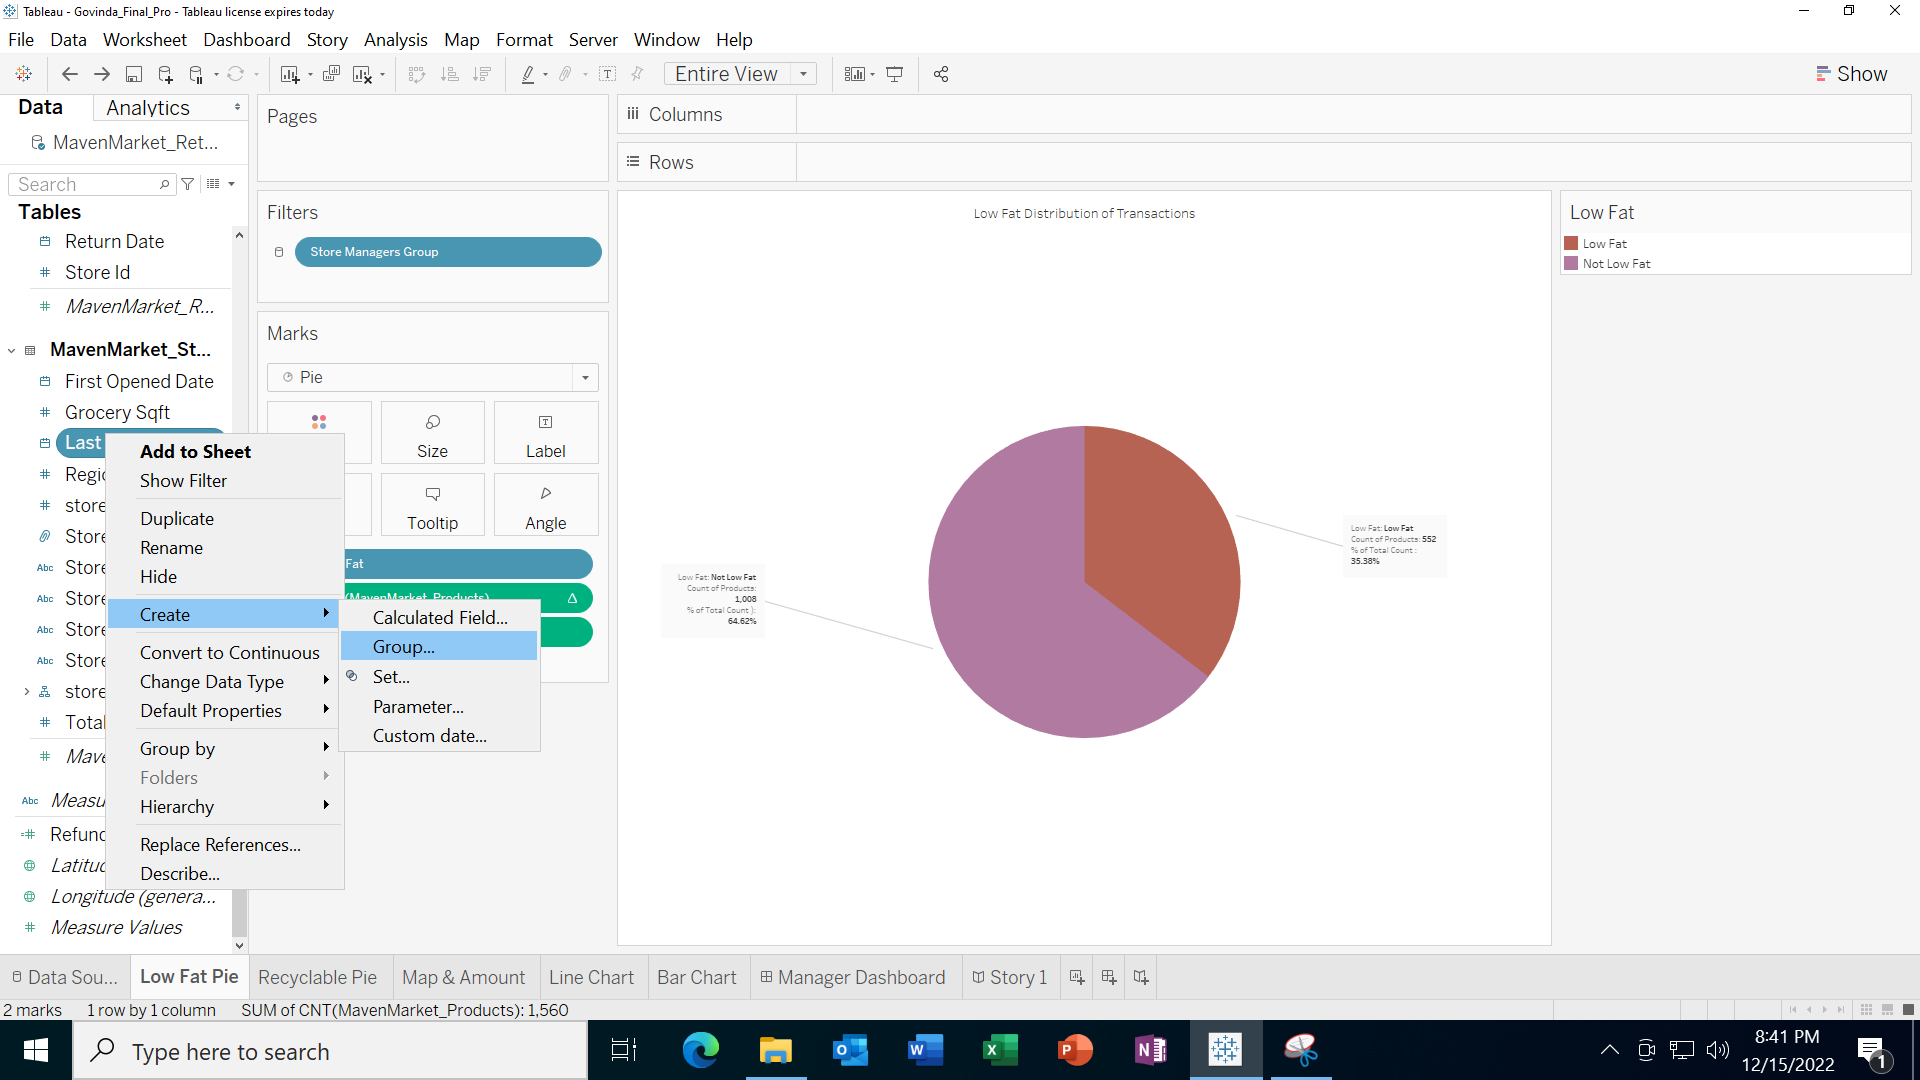 Tableau - Govinda_Final_Pro - Tableau license expires today
File Data Worksheet Dashboard Story Analysis Map Format Server Window Help
Entire View
Show
Data
Analytics
MavenMarket_Ret...
Search
Tables
Return Date
Store Id
MavenMarket_R...
MavenMarket_St...
First Opened Date
Grocery Sqft
Last
Regio
store
Store
Abc Store
Abc Store
Abc Store
Abc Store
store
Total
Mave
Abc Measu
Refund
Latitud
Longitude (genera...
Measure Values
Add to Sheet
Show Filter
Duplicate
Rename
Hide
Create
Convert to Continuous
Change Data Type
Default Properties
Group by
Folders
Hierarchy
Replace References...
Describe...
Calculated Field...
Group...
Set...
Parameter...
Custom date...
Pages
Filters
Store Managers Group
Marks
Pie
Size
Label
Tooltip
Angle
Fat
(MavenMarket_Products)
Columns
Rows
Low Fat Distribution of Transactions
Low Fat: Not Low Fat
Count of Products:
1,008
% of Total Count ):
64.62%
Low Fat: Low Fat
Count of Products: 552
% of Total Count :
35.38%
Low Fat
Low Fat
Not Low Fat
Data Sou...
Low Fat Pie
Recyclable Pie
Map & Amount
Line Chart
Bar Chart
Manager Dashboard
Story 1
2 marks 1 row by 1 column SUM of CNT(MavenMarket_Products): 1,560
Type here to search
8:41 PM
12/15/2022
1